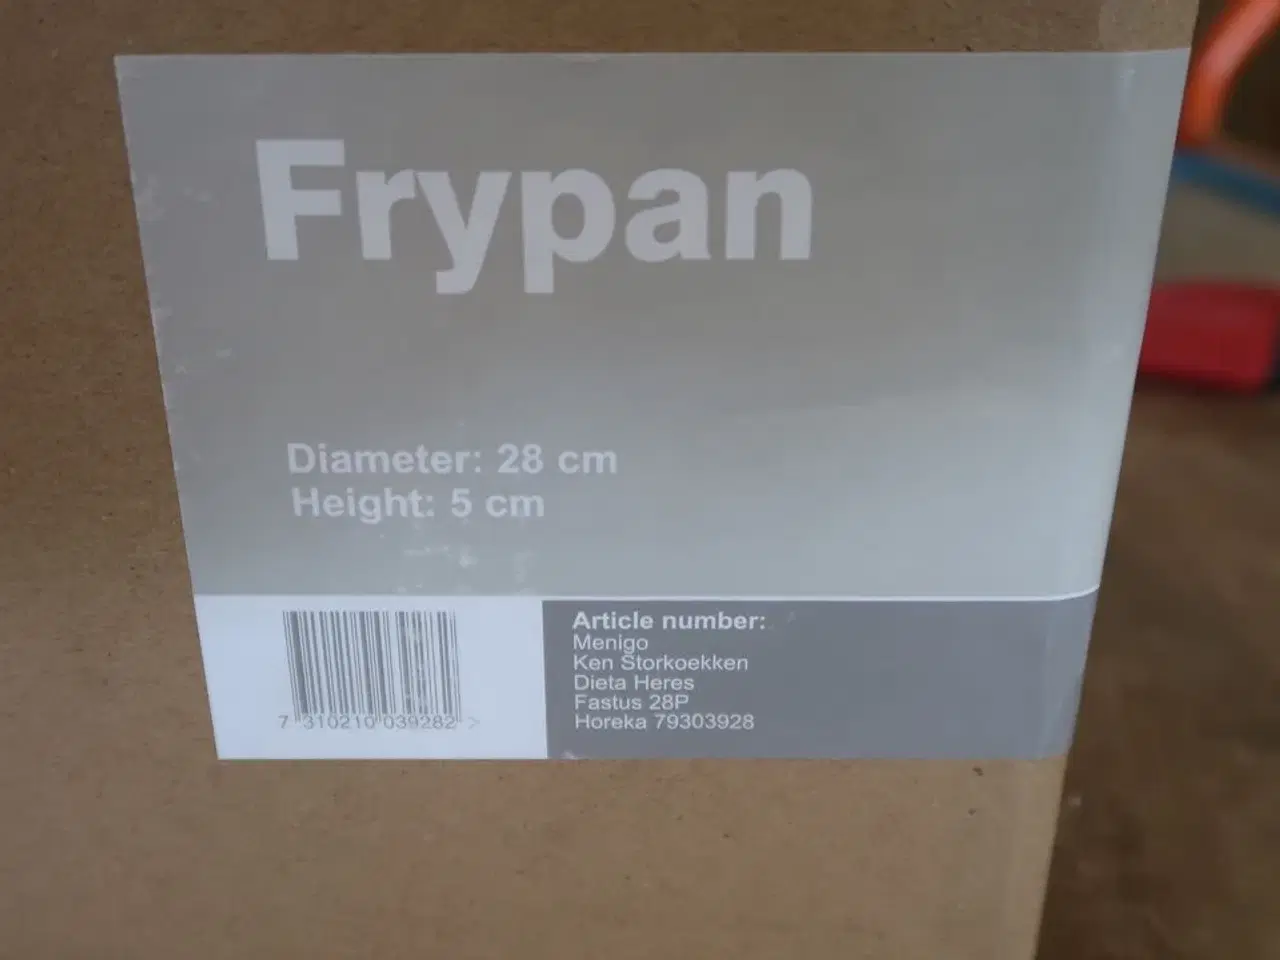 Frypan
Diameter: 28 cm
Height: 5 cm
Article number:
Menigo
Ken Storkoekken
Dieta Heres
Fastus 28P
Horeka 79303928
7 310210 039282 >